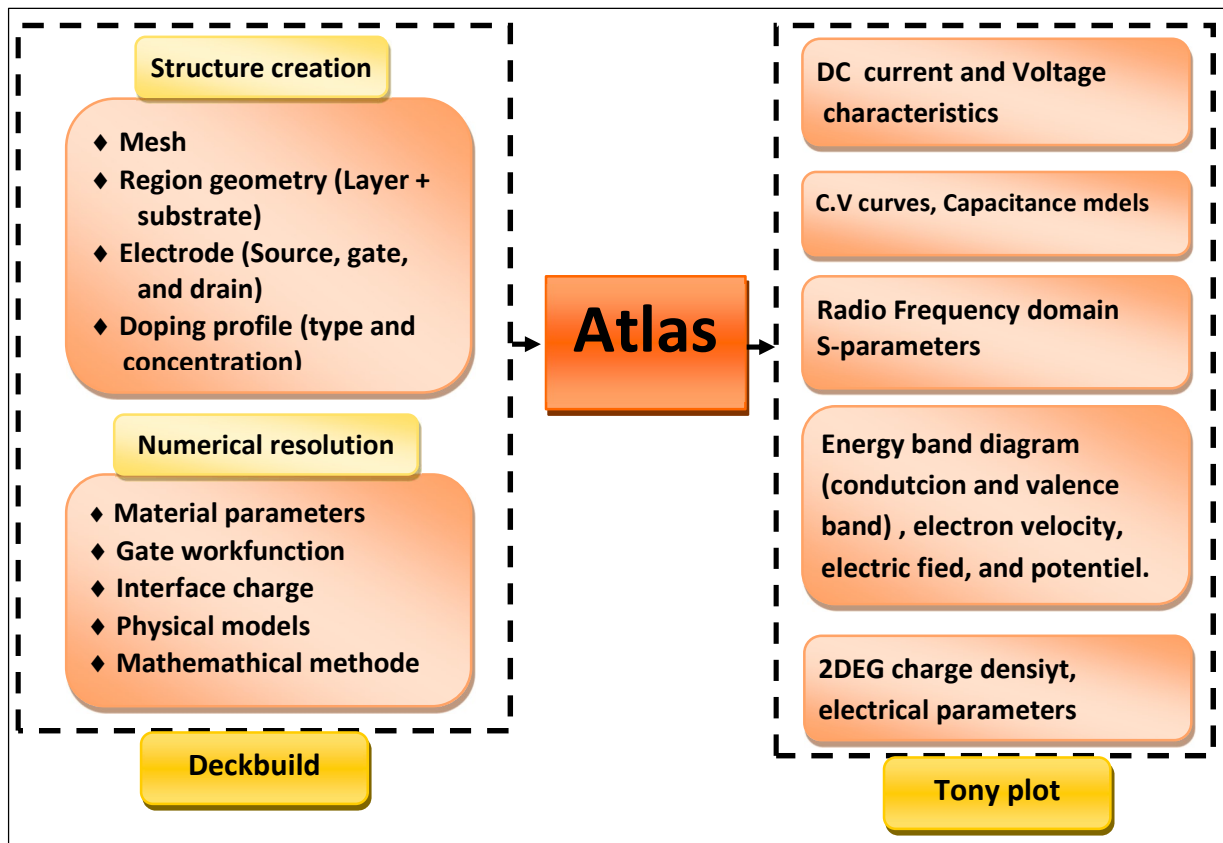 Structure creation
♦ Mesh
♦ Region geometry (Layer +
substrate)
♦ Electrode (Source, gate,
and drain)
♦ Doping profile (type and
concentration)
Numerical resolution
♦ Material parameters
♦ Gate workfunction
♦ Interface charge
♦ Physical models
♦ Mathemathical methode
Deckbuild
Atlas
DC current and Voltage
characteristics
C.V curves, Capacitance mdels
Radio Frequency domain
S-parameters
Energy band diagram
(condutcion and valence
band) , electron velocity,
electric fied, and potentiel.
2DEG charge densiyt,
electrical parameters
Tony plot